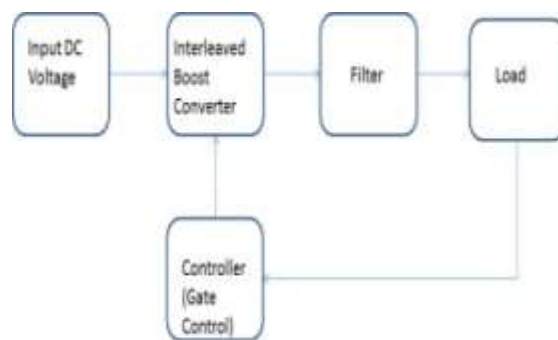 Input DC
Voltage
Interleaved
Boost
Converter
Filter
Load
Controller
(Gate
Control)